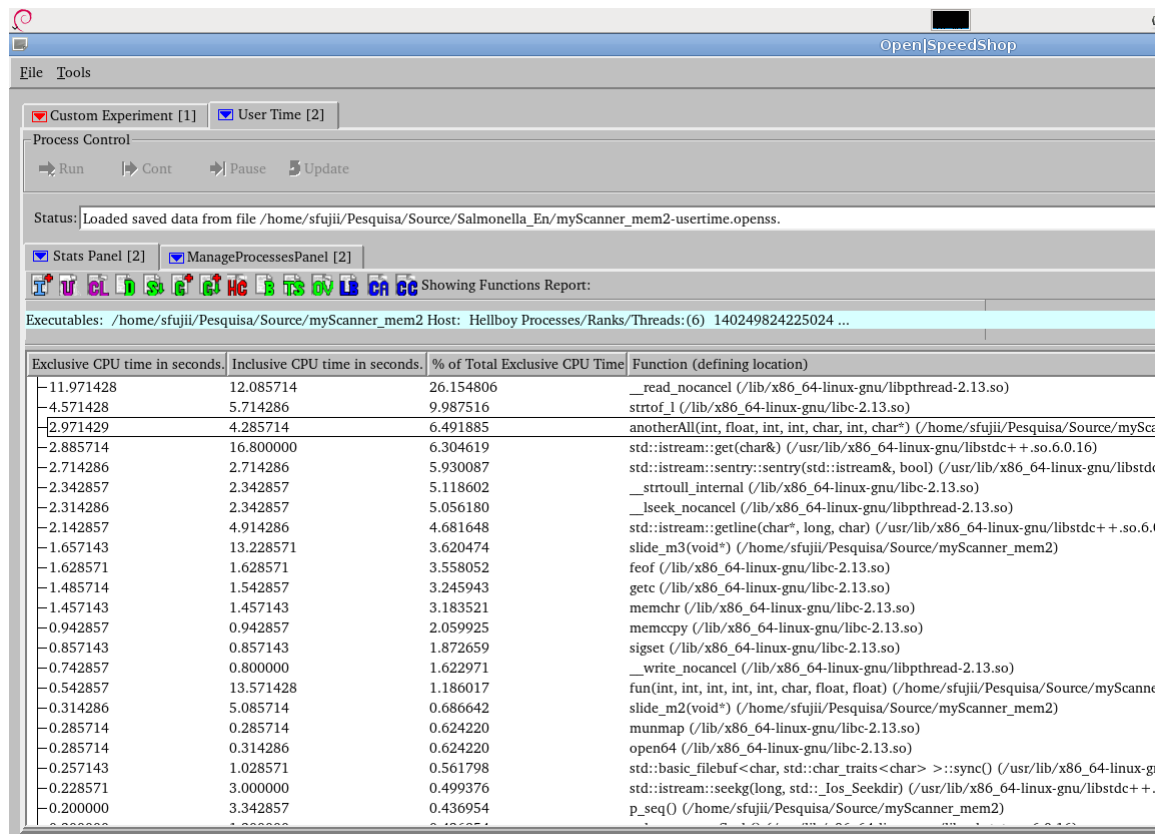 Open|SpeedShop
File Tools
Custom Experiment [1] User Time [2]
Process Control
Run Cont Pause Update
Status: Loaded saved data from file /home/sfujii/Pesquisa/Source/Salmonella_En/myScanner_mem2-usertime.openss.
Stats Panel [2] ManageProcessesPanel [2]
I U CL D S C C HC B TS OV LB CA CC Showing Functions Report:
Executables: /home/sfujii/Pesquisa/Source/myScanner_mem2 Host: Hellboy Processes/Ranks/Threads:(6) 140249824225024 ...
Exclusive CPU time in seconds. Inclusive CPU time in seconds. % of Total Exclusive CPU Time Function (defining location)
11.971428 12.085714 26.154806 __read_nocancel (/lib/x86_64-linux-gnu/libpthread-2.13.so)
4.571428 5.714286 9.987516 strtof_l (/lib/x86_64-linux-gnu/libc-2.13.so)
2.971429 4.285714 6.491885 anotherAll(int, float, int, int, char, int, char*) (/home/sfujii/Pesquisa/Source/mySca
2.885714 16.800000 6.304619 std::istream::get(char&) (/usr/lib/x86_64-linux-gnu/libstdc++.so.6.0.16)
2.714286 2.714286 5.930087 std::istream::sentry::sentry(std::istream&, bool) (/usr/lib/x86_64-linux-gnu/libstdc
2.342857 2.342857 5.118602 __strtoull_internal (/lib/x86_64-linux-gnu/libc-2.13.so)
2.314286 2.342857 5.056180 __lseek_nocancel (/lib/x86_64-linux-gnu/libpthread-2.13.so)
2.142857 4.914286 4.681648 std::istream::getline(char*, long, char) (/usr/lib/x86_64-linux-gnu/libstdc++.so.6.
1.657143 13.228571 3.620474 slide_m3(void*) (/home/sfujii/Pesquisa/Source/myScanner_mem2)
1.628571 1.628571 3.558052 feof (/lib/x86_64-linux-gnu/libc-2.13.so)
1.485714 1.542857 3.245943 getc (/lib/x86_64-linux-gnu/libc-2.13.so)
1.457143 1.457143 3.183521 memchr (/lib/x86_64-linux-gnu/libc-2.13.so)
0.942857 0.942857 2.059925 memccpy (/lib/x86_64-linux-gnu/libc-2.13.so)
0.857143 0.857143 1.872659 sigset (/lib/x86_64-linux-gnu/libc-2.13.so)
0.742857 0.800000 1.622971 __write_nocancel (/lib/x86_64-linux-gnu/libpthread-2.13.so)
0.542857 13.571428 1.186017 fun(int, int, int, int, int, char, float, float) (/home/sfujii/Pesquisa/Source/myScanne
0.314286 5.085714 0.686642 slide_m2(void*) (/home/sfujii/Pesquisa/Source/myScanner_mem2)
0.285714 0.285714 0.624220 munmap (/lib/x86_64-linux-gnu/libc-2.13.so)
0.285714 0.314286 0.624220 open64 (/lib/x86_64-linux-gnu/libc-2.13.so)
0.257143 1.028571 0.561798 std::basic_filebuf<char, std::char_traits<char> >::sync() (/usr/lib/x86_64-linux-g
0.228571 3.000000 0.499376 std::istream::seekg(long, std::_Ios_Seekdir) (/usr/lib/x86_64-linux-gnu/libstdc++.
0.200000 3.342857 0.436954 p_seq() (/home/sfujii/Pesquisa/Source/myScanner_mem2)